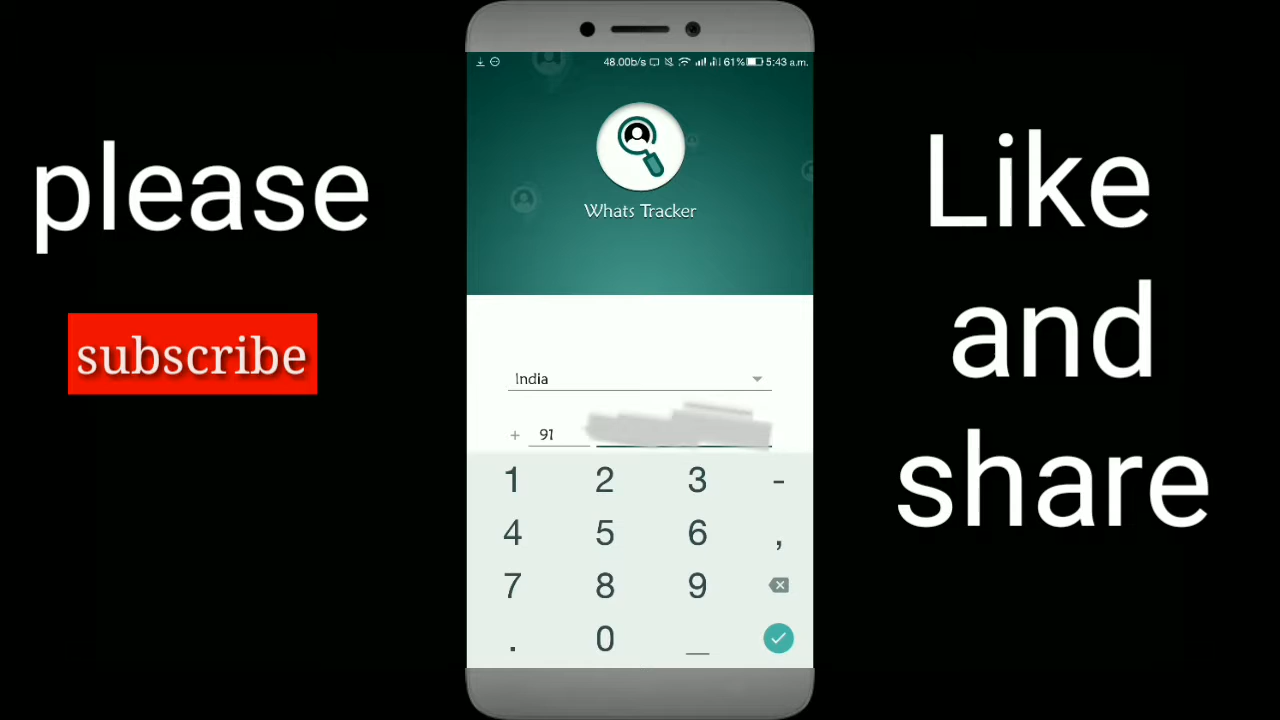 please
subscribe
48.00b/s 61% 5:43 a.m.
Whats Tracker
India
+ 91
1 2 3 -
4 5 6 ,
7 8 9
. 0 _
Like
and
share